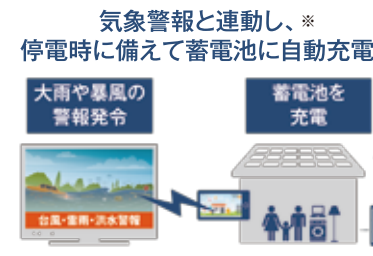 気象警報と連動し、※
停電時に備えて蓄電池に自動充電
大雨や暴風の
警報発令
蓄電池を
充電
台風・雷雨・洪水警報